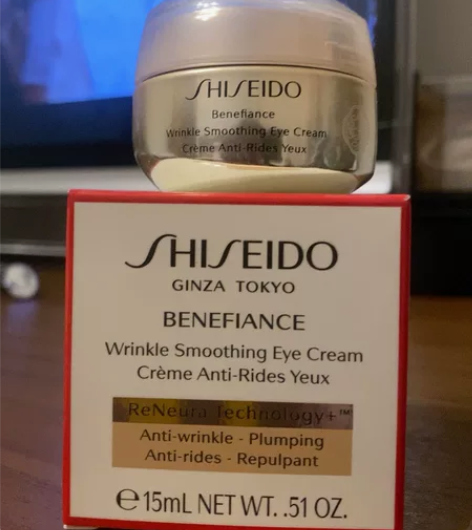 SHISEIDO
Benefiance
Wrinkle Smoothing Eye Cream
Crème Anti-Rides Yeux
SHISEIDO
GINZA TOKYO
BENEFIANCE
Wrinkle Smoothing Eye Cream
Crème Anti-Rides Yeux
ReNeura Technology+™
Anti-wrinkle - Plumping
Anti-rides - Repulpant
℮15mL NET WT. .51 OZ.